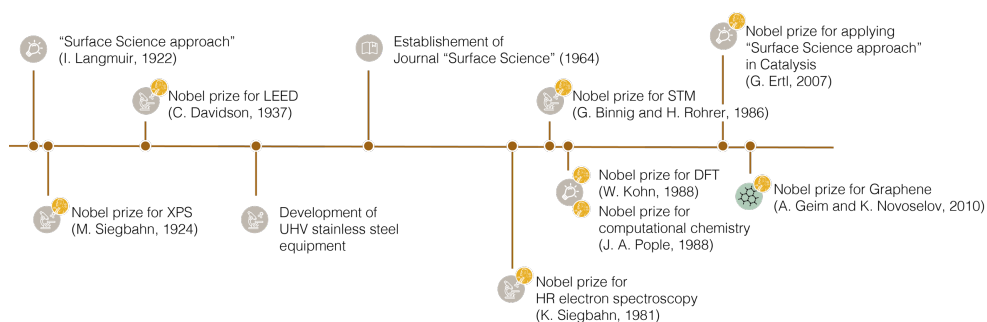 “Surface Science approach”
(I. Langmuir, 1922)
Nobel prize for XPS
(M. Siegbahn, 1924)
Nobel prize for LEED
(C. Davidson, 1937)
Development of
UHV stainless steel
equipment
Establishement of
Journal “Surface Science” (1964)
Nobel prize for
HR electron spectroscopy
(K. Siegbahn, 1981)
Nobel prize for STM
(G. Binnig and H. Rohrer, 1986)
Nobel prize for DFT
(W. Kohn, 1988)
Nobel prize for
computational chemistry
(J. A. Pople, 1988)
Nobel prize for applying
“Surface Science approach”
in Catalysis
(G. Ertl, 2007)
Nobel prize for Graphene
(A. Geim and K. Novoselov, 2010)